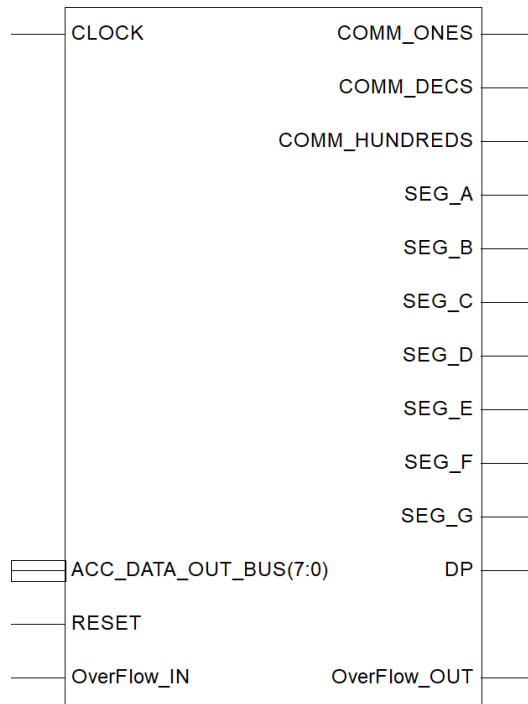 CLOCK COMM_ONES
COMM_DECS
COMM_HUNDREDS
SEG_A
SEG_B
SEG_C
SEG_D
SEG_E
SEG_F
SEG_G
ACC_DATA_OUT_BUS(7:0) DP
RESET
OverFlow_IN OverFlow_OUT